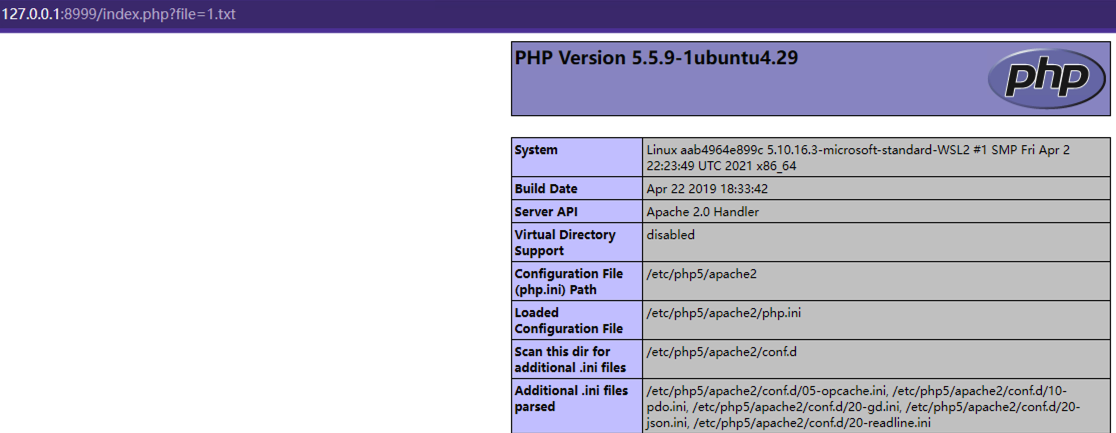 127.0.0.1:8999/index.php?file=1.txt
PHP Version 5.5.9-1ubuntu4.29
php
System
Linux aab4964e899c 5.10.16.3-microsoft-standard-WSL2 #1 SMP Fri Apr 2
22:23:49 UTC 2021 x86_64
Build Date
Apr 22 2019 18:33:42
Server API
Apache 2.0 Handler
Virtual Directory
Support
disabled
Configuration File
(php.ini) Path
/etc/php5/apache2
Loaded
Configuration File
/etc/php5/apache2/php.ini
Scan this dir for
additional .ini files
/etc/php5/apache2/conf.d
Additional .ini files
parsed
/etc/php5/apache2/conf.d/05-opcache.ini, /etc/php5/apache2/conf.d/10-
pdo.ini, /etc/php5/apache2/conf.d/20-gd.ini, /etc/php5/apache2/conf.d/20-
json.ini, /etc/php5/apache2/conf.d/20-readline.ini